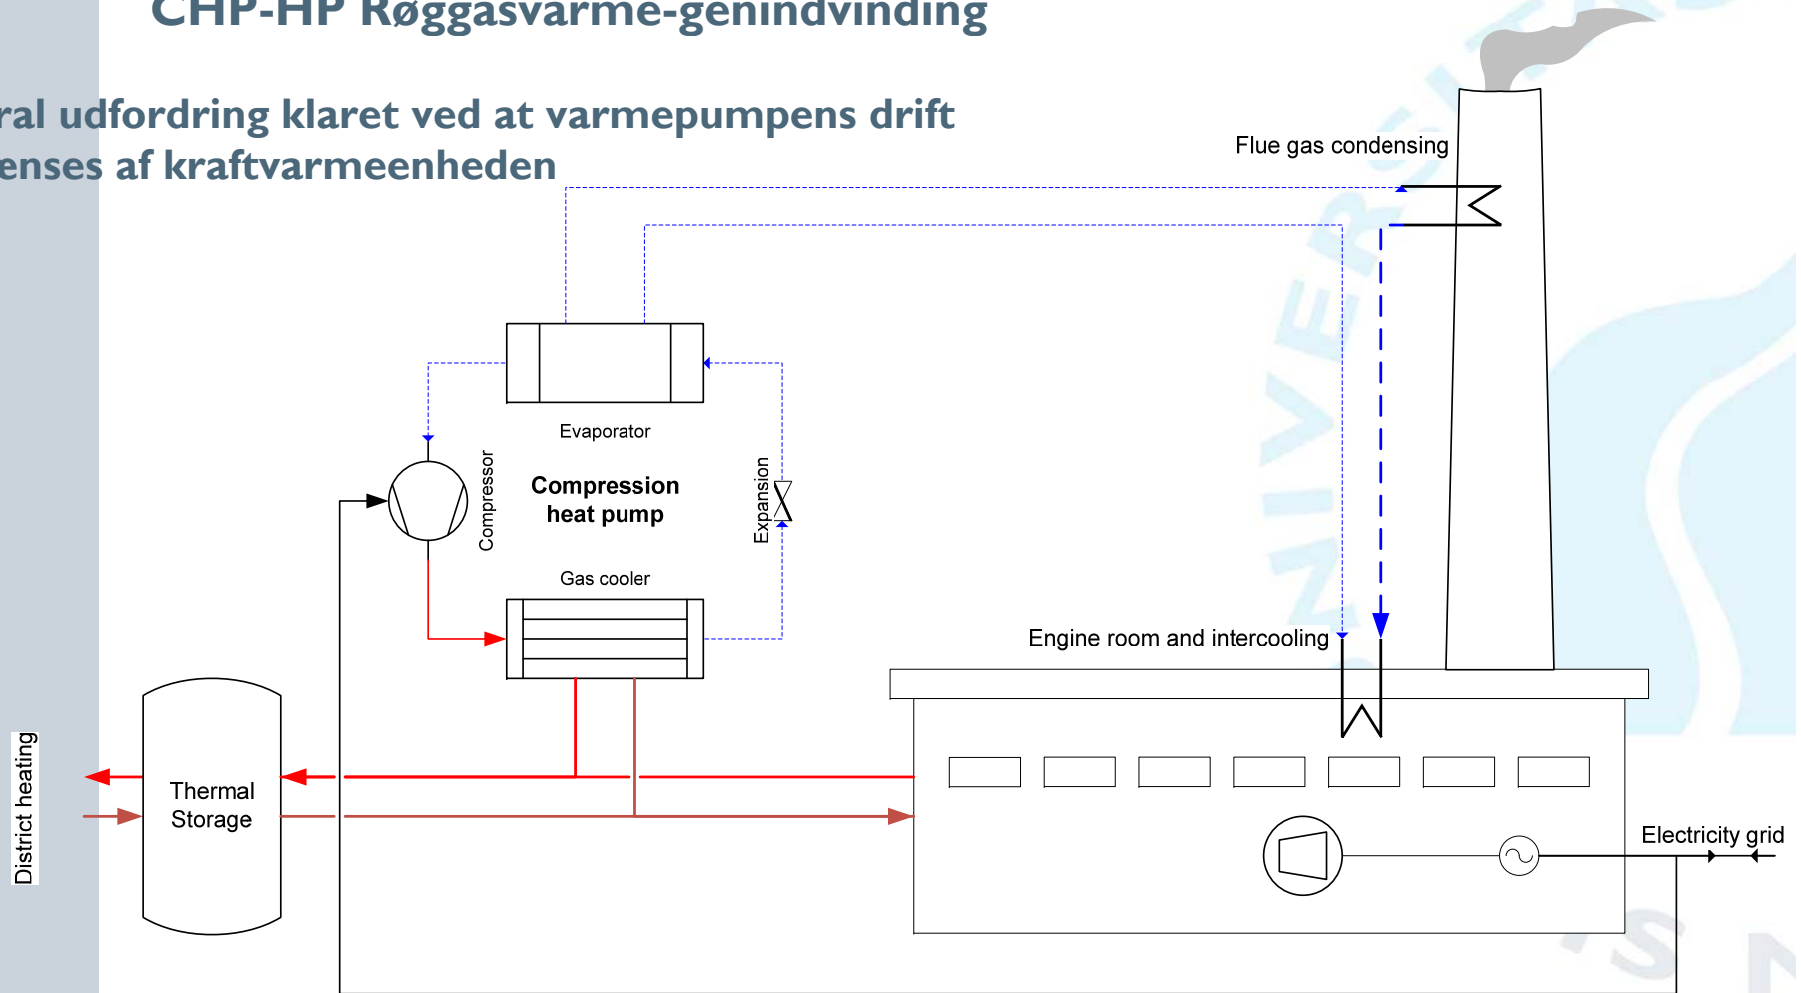 CHP-HP Røggasvarme-genindvinding
ral udfordring klaret ved at varmepumpens drift
enses af kraftvarmeenheden
Flue gas condensing
Evaporator
Compressor
Compression
heat pump
Expansion
Gas cooler
Engine room and intercooling
District heating
Thermal
Storage
Electricity grid